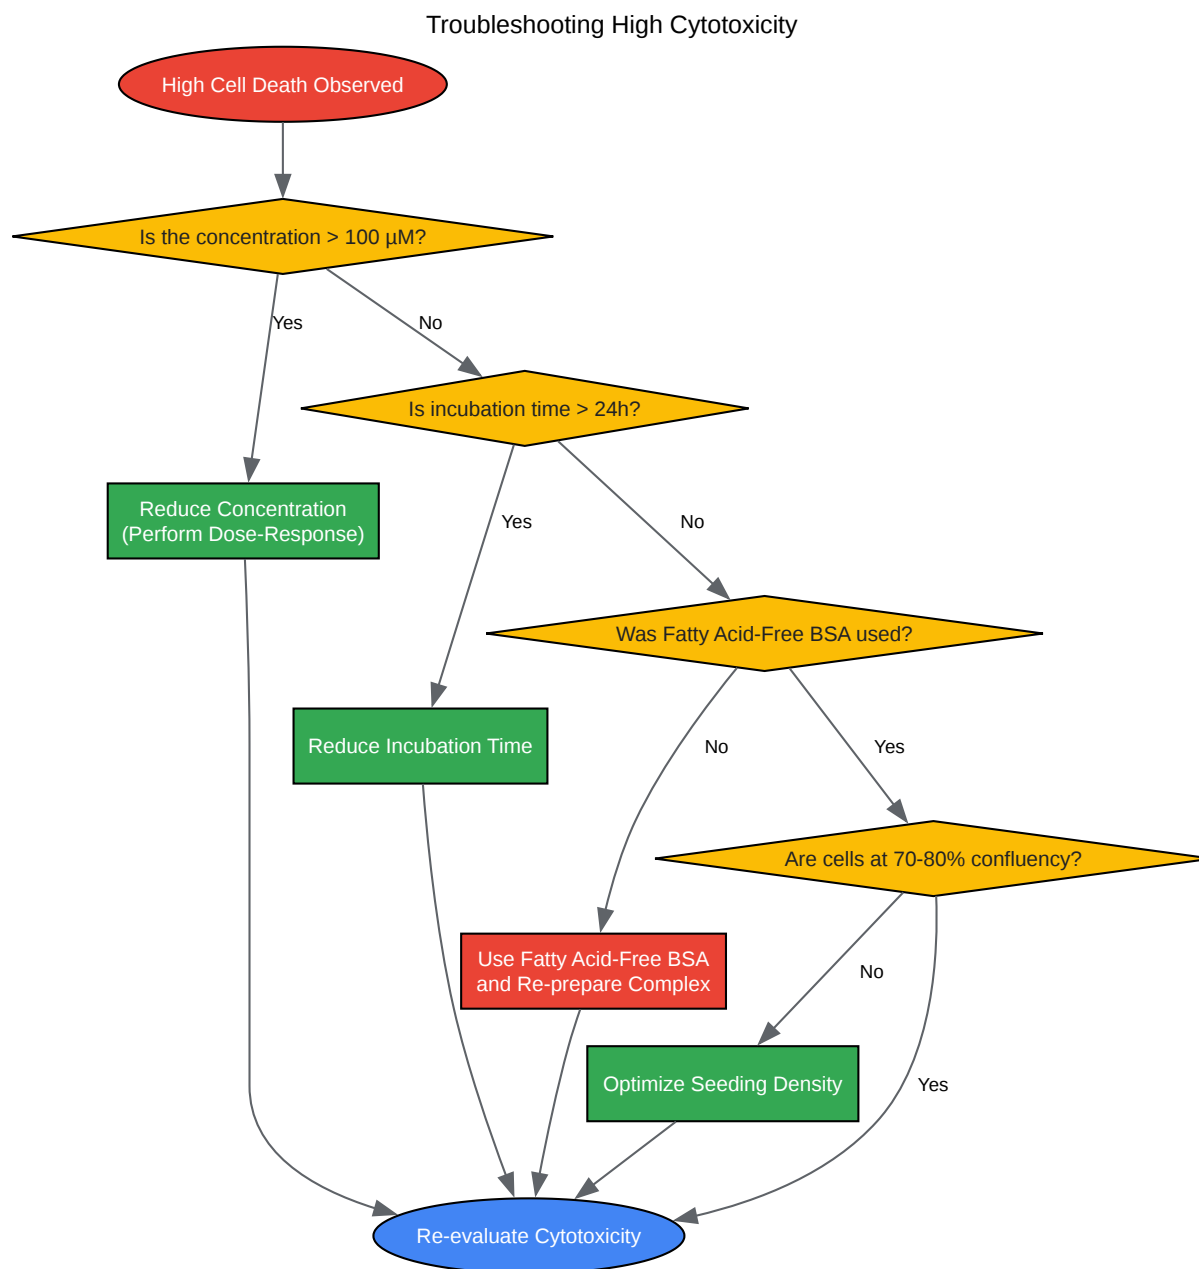 Troubleshooting High Cytotoxicity
High Cell Death Observed
Is the concentration > 100 µM?
Yes
No
Is incubation time > 24h?
Reduce Concentration
(Perform Dose-Response)
Yes
No
Was Fatty Acid-Free BSA used?
Reduce Incubation Time
No
Yes
Are cells at 70-80% confluency?
Use Fatty Acid-Free BSA
and Re-prepare Complex
No
Optimize Seeding Density
Yes
Re-evaluate Cytotoxicity